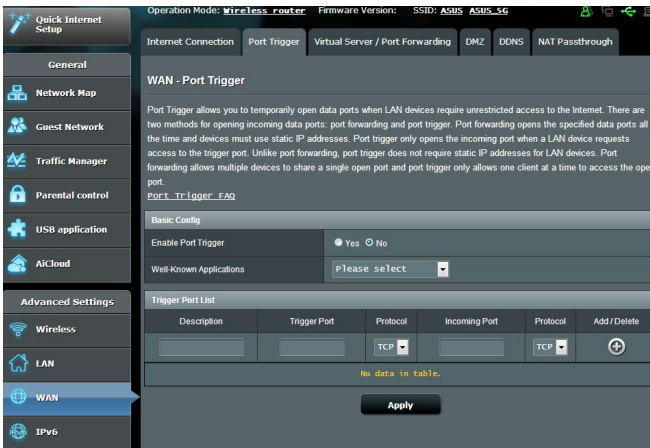 Quick Internet
Setup
Operation Mode: Wireless router Firmware Version: SSID: ASUS ASUS_5G
Internet Connection Port Trigger Virtual Server / Port Forwarding DMZ DDNS NAT Passthrough
General
Network Map
Guest Network
Traffic Manager
Parental control
USB application
AiCloud
Advanced Settings
Wireless
LAN
WAN
IPv6
WAN - Port Trigger
Port Trigger allows you to temporarily open data ports when LAN devices require unrestricted access to the Internet. There are
two methods for opening incoming data ports: port forwarding and port trigger. Port forwarding opens the specified data ports all
the time and devices must use static IP addresses. Port trigger only opens the incoming port when a LAN device requests
access to the trigger port. Unlike port forwarding, port trigger does not require static IP addresses for LAN devices. Port
forwarding allows multiple devices to share a single open port and port trigger only allows one client at a time to access the ope
port.
Port Trigger FAQ
Basic Config
Enable Port Trigger Yes No
Well-Known Applications Please select
Trigger Port List
Description Trigger Port Protocol Incoming Port Protocol Add / Delete
TCP TCP
No data in table.
Apply